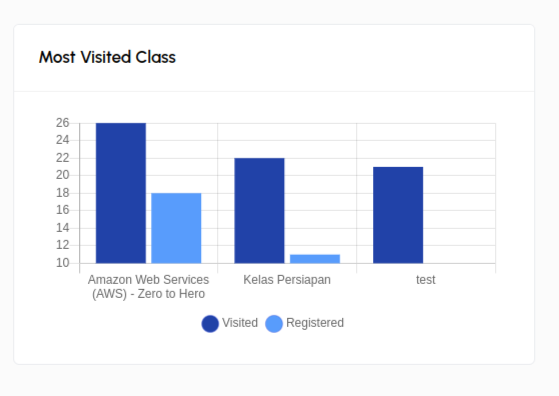 Most Visited Class
26
24
22
20
18
16
14
12
10
Amazon Web Services
(AWS) - Zero to Hero
Kelas Persiapan
test
Visited
Registered